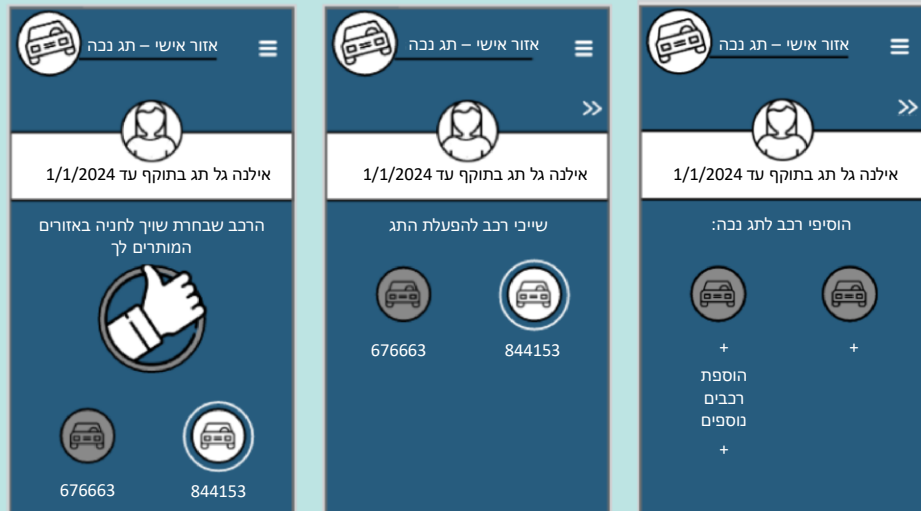 אזור אישי – תג נכה
אילנה גל תג בתוקף עד 1/1/2024
הוסיפי רכב לתג נכה:
+
+
הוספת
רכבים
נוספים
+
אזור אישי – תג נכה
אילנה גל תג בתוקף עד 1/1/2024
שייכי רכב להפעלת התג
844153
676663
אזור אישי – תג נכה
אילנה גל תג בתוקף עד 1/1/2024
הרכב שבחרת שויך לחניה באזורים
המותרים לך
844153
676663